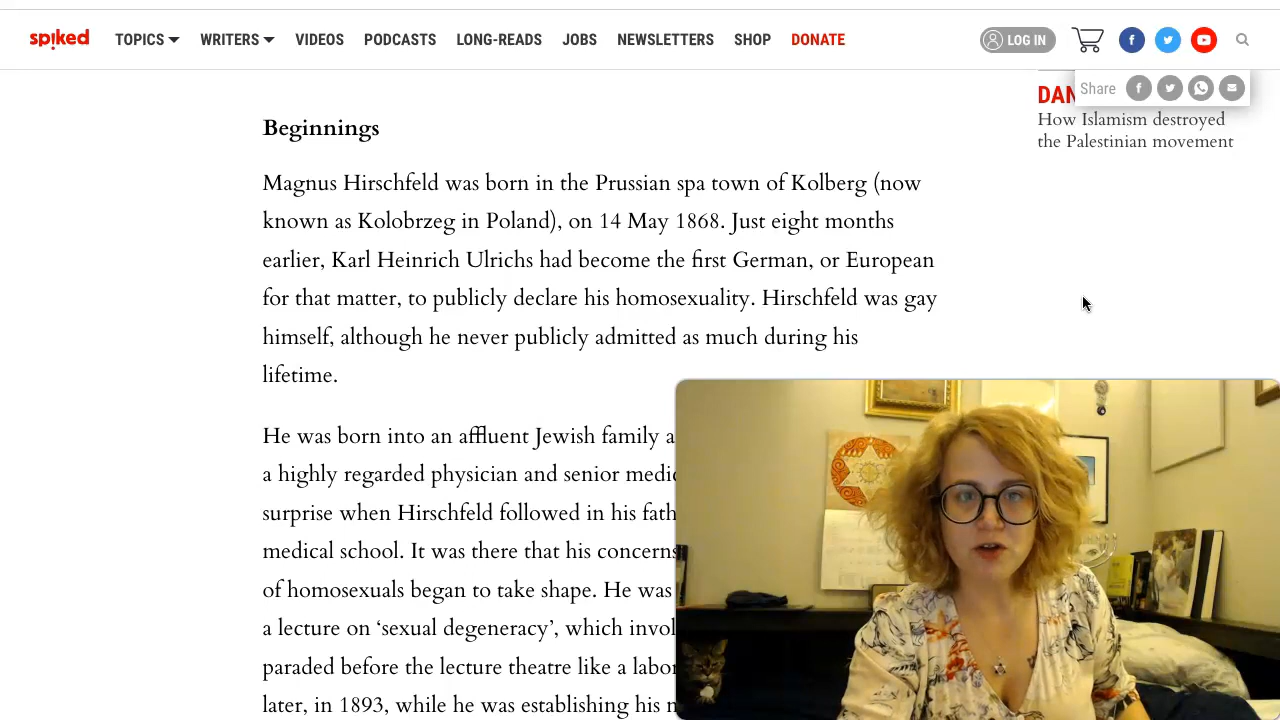 spiked TOPICS WRITERS VIDEOS PODCASTS LONG-READS JOBS NEWSLETTERS SHOP DONATE LOG IN
Share
DAN
How Islamism destroyed
the Palestinian movement
Beginnings
Magnus Hirschfeld was born in the Prussian spa town of Kolberg (now
known as Kolobrzeg in Poland), on 14 May 1868. Just eight months
earlier, Karl Heinrich Ulrichs had become the first German, or European
for that matter, to publicly declare his homosexuality. Hirschfeld was gay
himself, although he never publicly admitted as much during his
lifetime.
He was born into an affluent Jewish family a
a highly regarded physician and senior medic
surprise when Hirschfeld followed in his fath
medical school. It was there that his concerns
of homosexuals began to take shape. He was
a lecture on ‘sexual degeneracy’, which invol
paraded before the lecture theatre like a labor
later, in 1893, while he was establishing his m